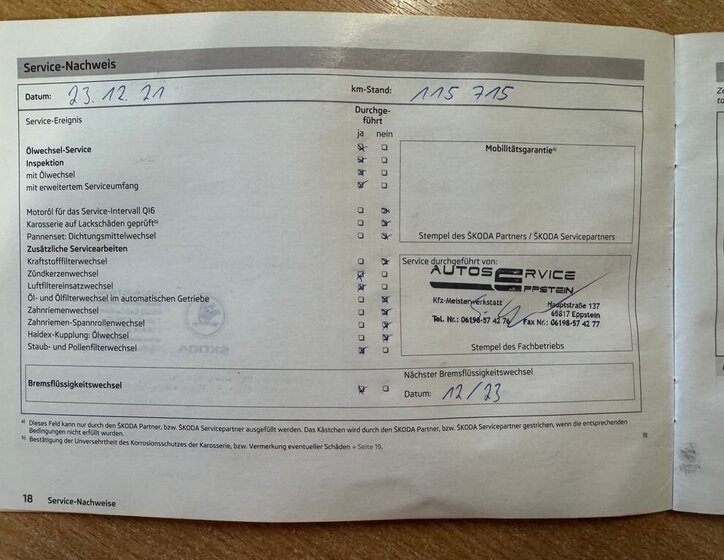 Service-Nachweis
Datum: 23.12.21 km-Stand: 115 715
Service-Ereignis Durchge-
führt
ja nein
Ölwechsel-Service
Inspektion
mit Ölwechsel
mit erweitertem Serviceumfang
Mobilitätsgarantie a)
Stempel des ŠKODA Partners / ŠKODA Servicepartners
Motoröl für das Service-Intervall QI6
Karosserie auf Lackschäden geprüft b)
Pannenset: Dichtungsmittelwechsel
Zusätzliche Servicearbeiten
Kraftstofffilterwechsel
Zündkerzenwechsel
Luftfiltereinsatzwechsel
Öl- und Ölfilterwechsel im automatischen Getriebe
Zahnriemenwechsel
Zahnriemen-Spannrollenwechsel
Haldex-Kupplung: Ölwechsel
Staub- und Pollenfilterwechsel
Service durchgeführt von:
AUTOSERVICE
EPPSTEIN
Kfz-Meisterwerkstatt Hauptstraße 137
65817 Eppstein
Tel. Nr.: 06198-57 42 76 Fax Nr.: 06198-57 42 77
Stempel des Fachbetriebs
Bremsflüssigkeitswechsel
Nächster Bremsflüssigkeitswechsel
Datum: 12/23
a) Dieses Feld kann nur durch den ŠKODA Partner, bzw. ŠKODA Servicepartner ausgefüllt werden. Das Kästchen wird durch den ŠKODA Partner, bzw. ŠKODA Servicepartner gestrichen, wenn die entsprechenden
Bedingungen nicht erfüllt wurden.
b) Bestätigung der Unversehrtheit des Korrosionsschutzes der Karosserie, bzw. Vermerkung eventueller Schäden » Seite 19.
18 Service-Nachweise